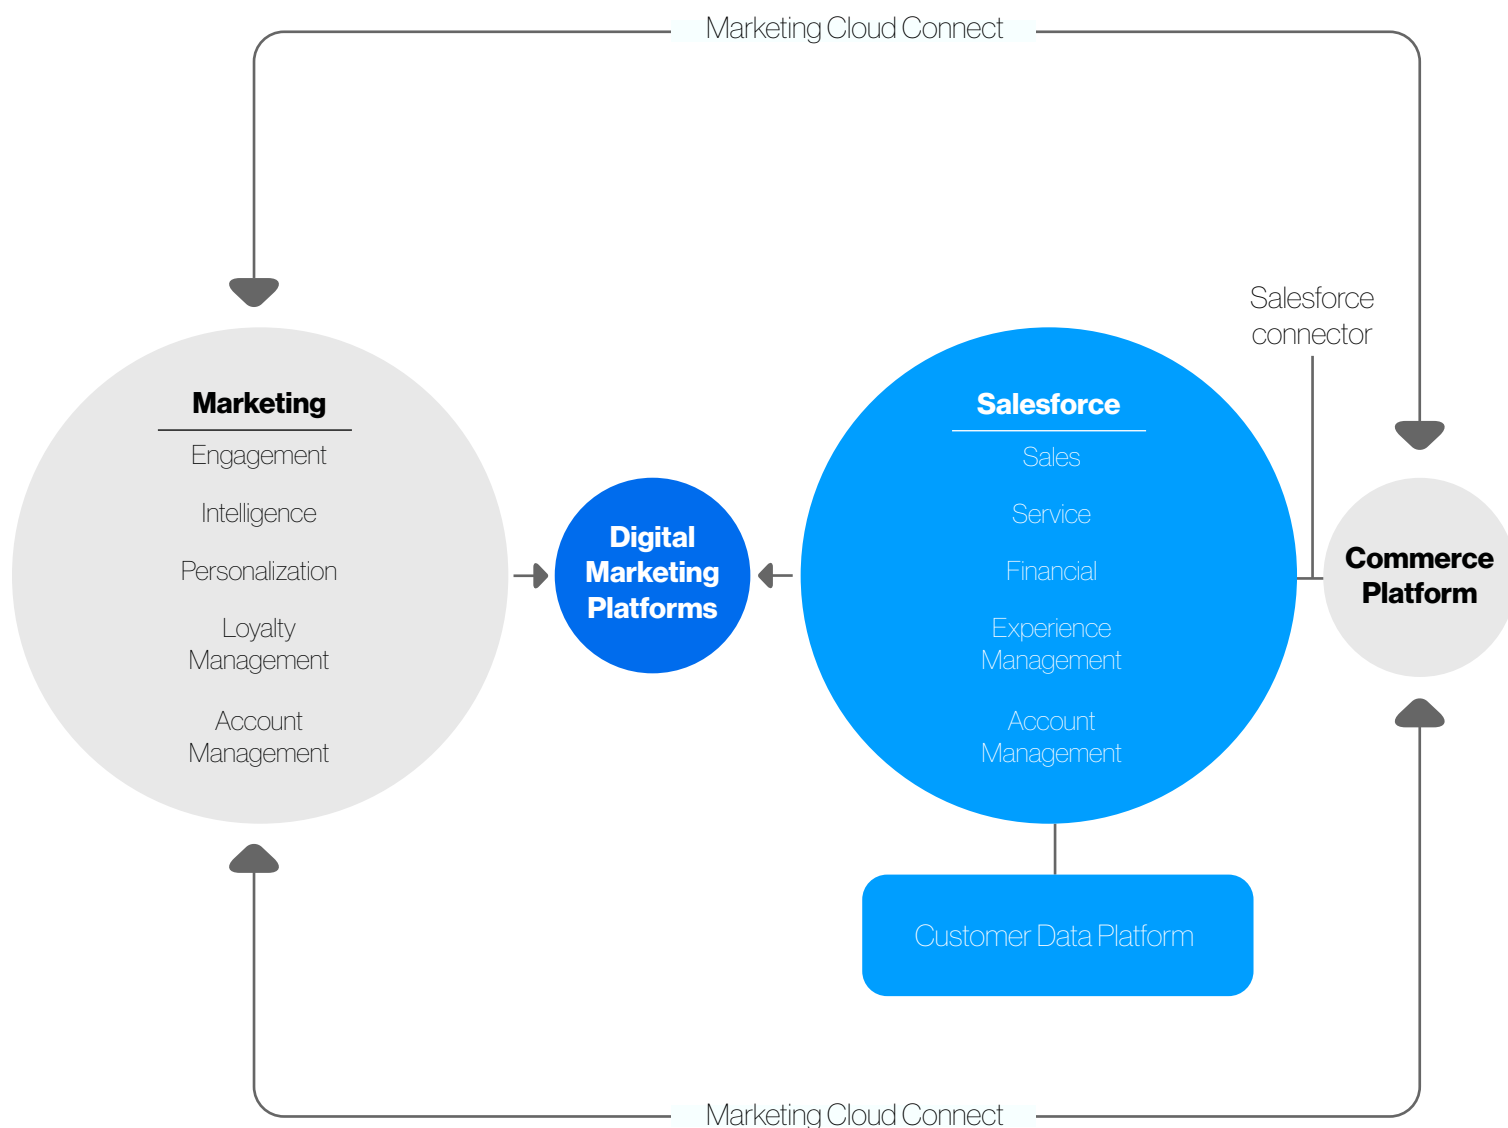 Marketing Cloud Connect
Salesforce
connector
Marketing
Engagement
Intelligence
Personalization
Loyalty
Management
Account
Management
Digital
Marketing
Platforms
Salesforce
Sales
Service
Financial
Experience
Management
Account
Management
Commerce
Platform
Customer Data Platform
Marketing Cloud Connect